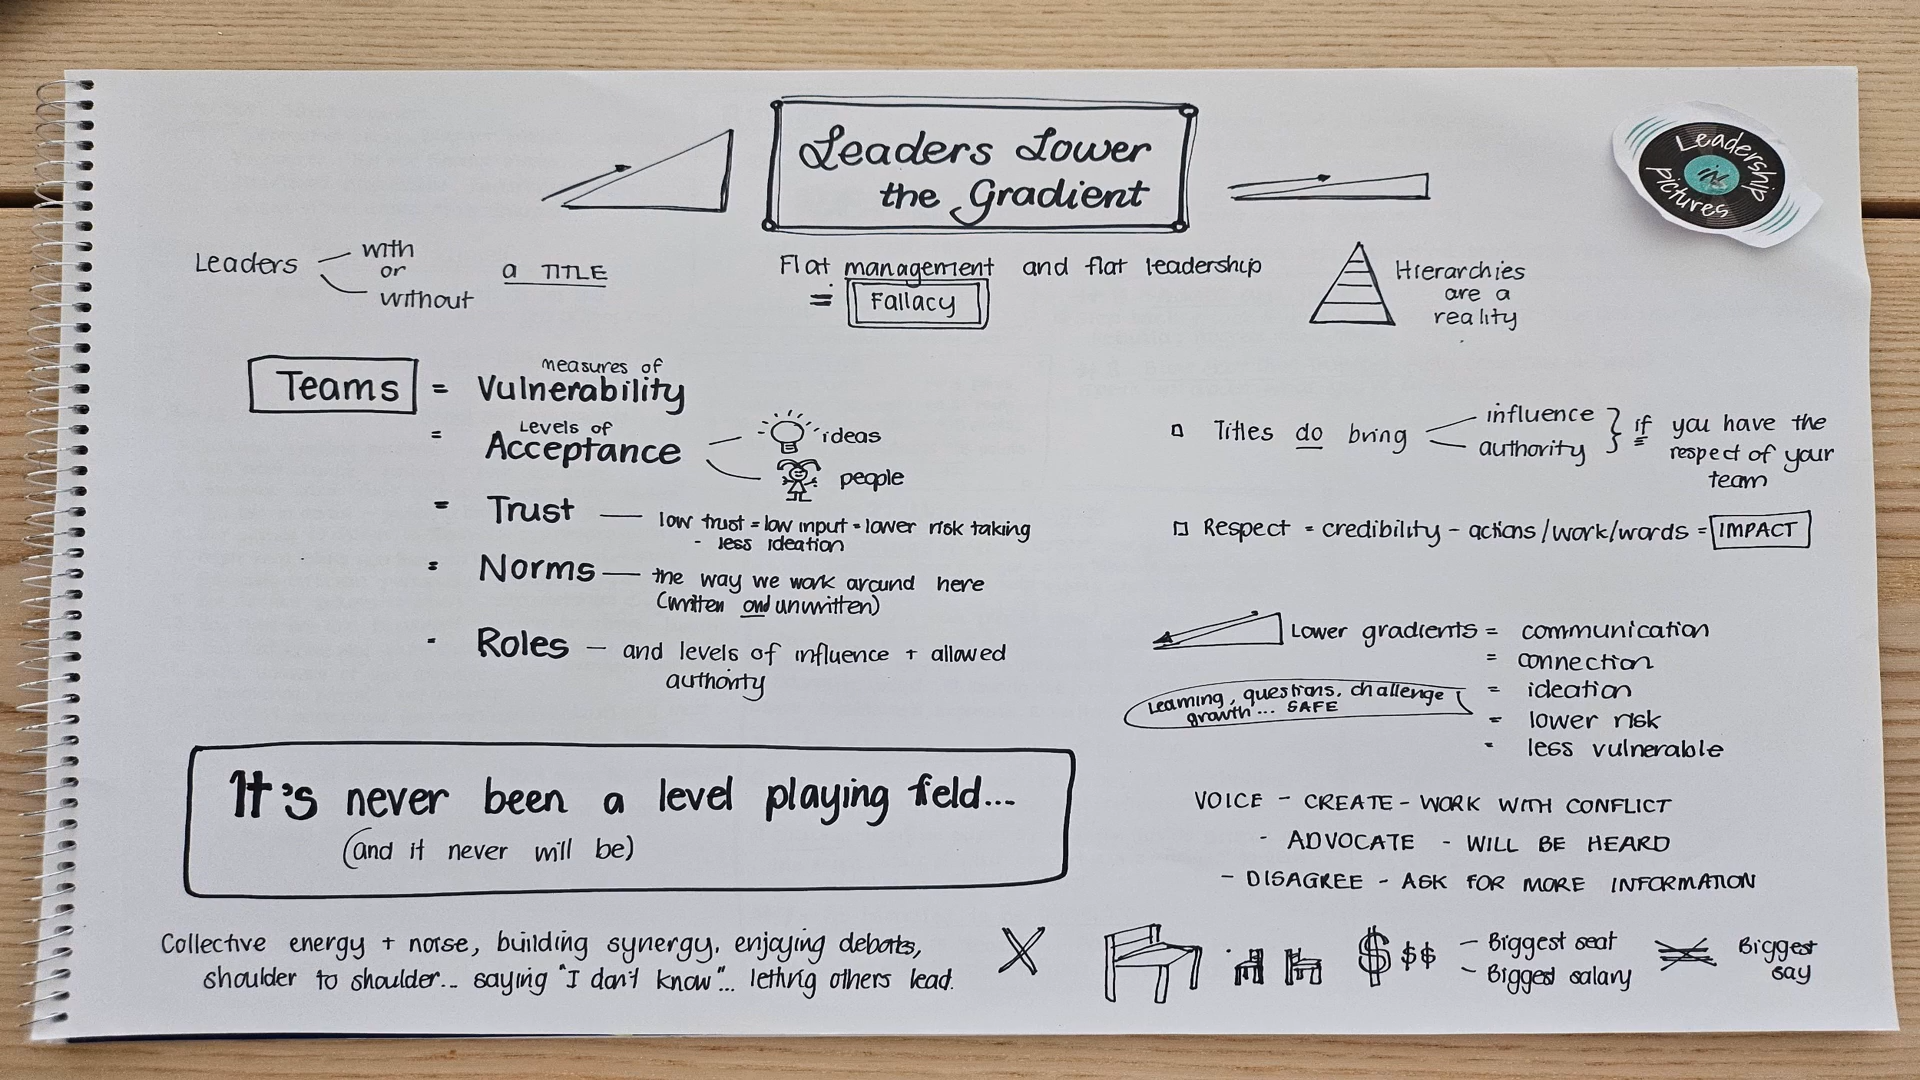 Leaders Lower
the Gradient
Leadership
IN
Pictures
Leaders with
or
without
a TITLE
Flat management and flat leadership
= Fallacy
Hierarchies
are a
reality
Teams = measures of
Vulnerability
= Levels of
Acceptance
ideas
people
= Trust — low trust = low input = lower risk taking
- less ideation
= Norms — the way we work around here
(written and unwritten)
- Roles — and levels of influence + allowed
authority
Titles do bring influence
authority
} if you have the
respect of your
team
Respect = credibility - actions/work/words = IMPACT
Lower gradients = communication
= connection
= ideation
= lower risk
- less vulnerable
Learning, questions, challenge
growth... SAFE
It's never been a level playing feld...
(and it never will be)
VOICE - CREATE - WORK WITH CONFLICT
- ADVOCATE - WILL BE HEARD
- DISAGREE - ASK FOR MORE INFORMATION
Collective energy + noise, building synergy, enjoying debates,
shoulder to shoulder... saying "I don't know"... letting others lead.
X
$ $$
- Biggest seat
- Biggest salary
≠ Biggest
say